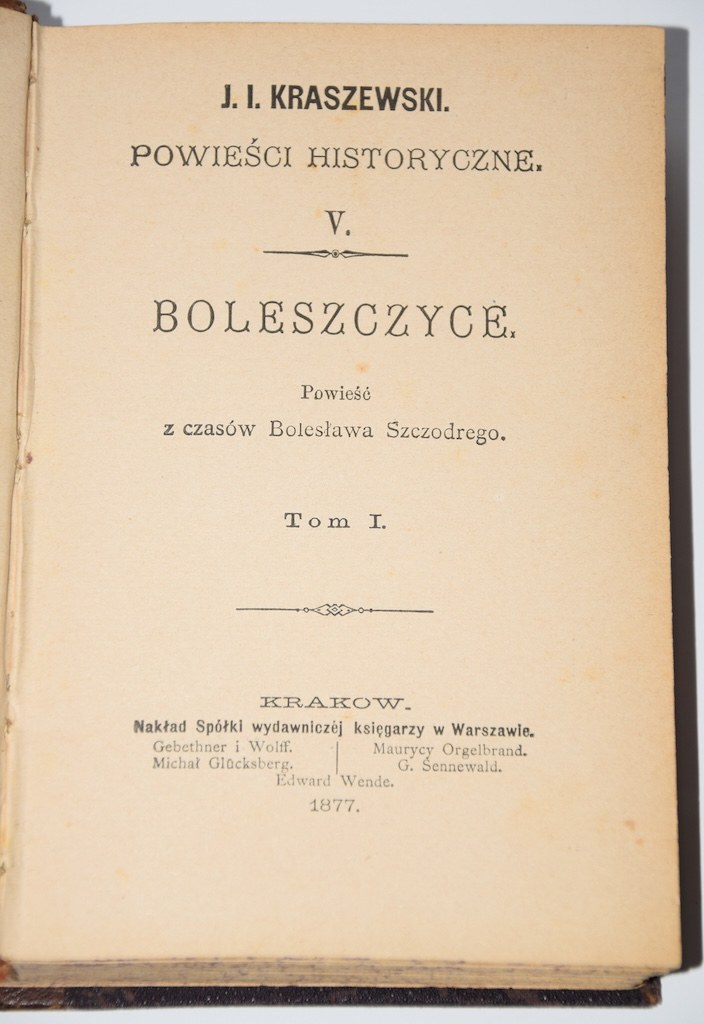 J. I. KRASZEWSKI.
POWIEŚCI HISTORYCZNE.
V.
BOLESZCZYCE.
Powieść
z czasów Bolesława Szczodrego.
Tom I.
KRAKOW.
Nakład Spółki wydawniczéj księgarzy w Warszawie.
Gebethner i Wolff. Maurycy Orgelbrand.
Michał Glücksberg. G. Sennewald.
Edward Wende.
1877.